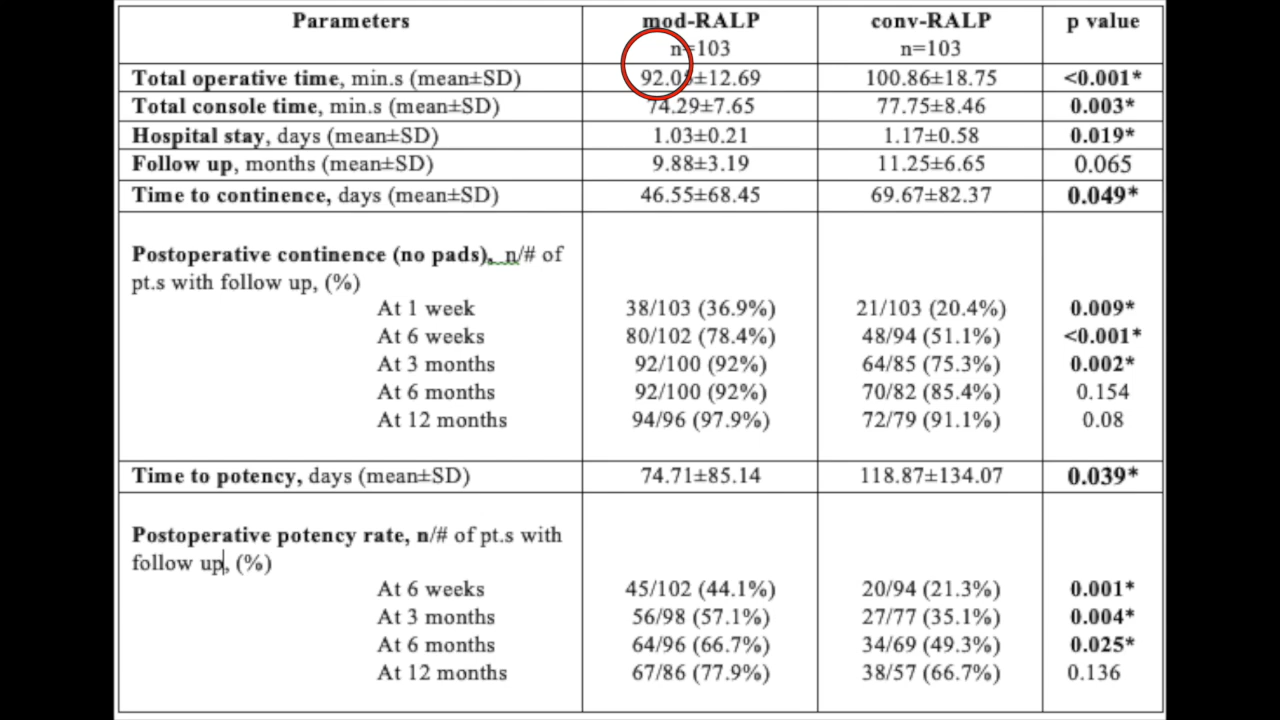 Parameters mod-RALP conv-RALP p value
n=103 n=103
Total operative time, min.s (mean±SD) ±12.69 100.86±18.75 <0.001*
Total console time, min.s (mean±SD) 74.29±7.65 77.75±8.46 0.003*
Hospital stay, days (mean±SD) 1.03±0.21 1.17±0.58 0.019*
Follow up, months (mean±SD) 9.88±3.19 11.25±6.65 0.065
Time to continence, days (mean±SD) 46.55±68.45 69.67±82.37 0.049*
Postoperative continence (no pads), n/# of
pt.s with follow up, (%)
At 1 week 38/103 (36.9%) 21/103 (20.4%) 0.009*
At 6 weeks 80/102 (78.4%) 48/94 (51.1%) <0.001*
At 3 months 92/100 (92%) 64/85 (75.3%) 0.002*
At 6 months 92/100 (92%) 70/82 (85.4%) 0.154
At 12 months 94/96 (97.9%) 72/79 (91.1%) 0.08
Time to potency, days (mean±SD) 74.71±85.14 118.87±134.07 0.039*
Postoperative potency rate, n/# of pt.s with
follow up, (%)
At 6 weeks 45/102 (44.1%) 20/94 (21.3%) 0.001*
At 3 months 56/98 (57.1%) 27/77 (35.1%) 0.004*
At 6 months 64/96 (66.7%) 34/69 (49.3%) 0.025*
At 12 months 67/86 (77.9%) 38/57 (66.7%) 0.136